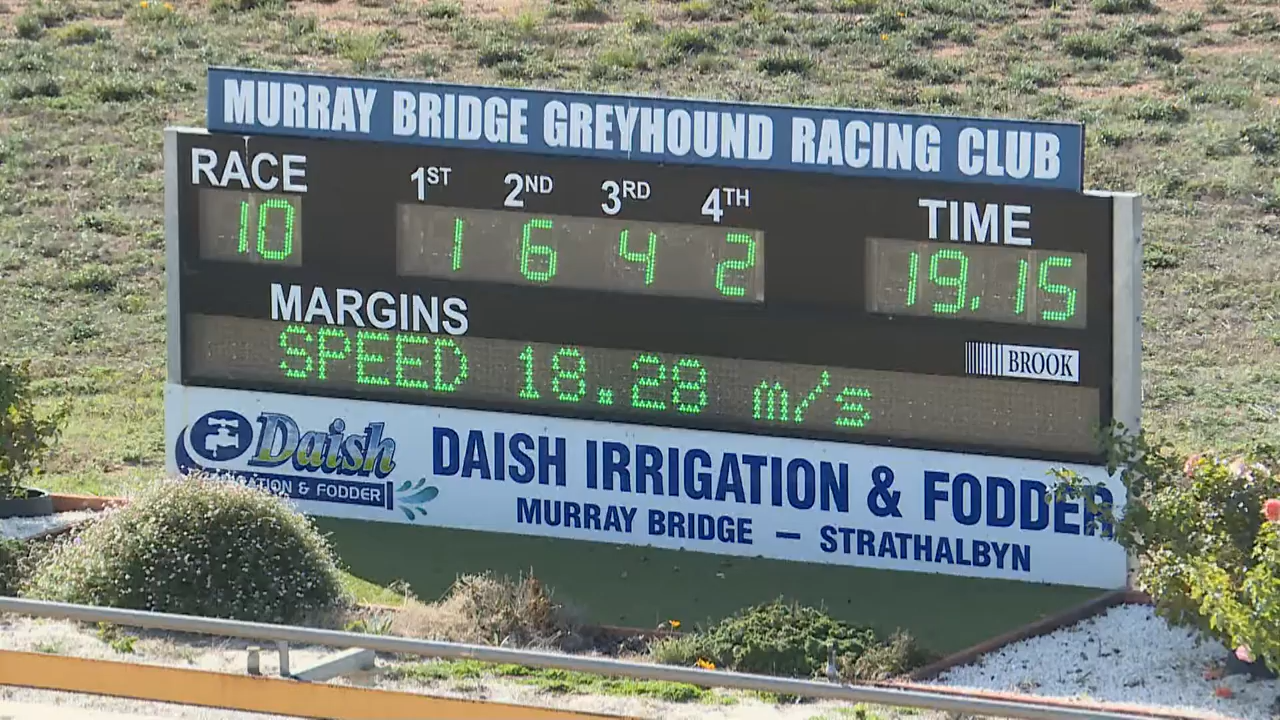 MURRAY BRIDGE GREYHOUND RACING CLUB
RACE 1ST 2ND 3RD 4TH TIME
10 1 6 4 2 19.15
MARGINS
BROOK
SPEED 18.28 m/s
Daish
IRRIGATION & FODDER
DAISH IRRIGATION & FODDER
MURRAY BRIDGE – STRATHALBYN